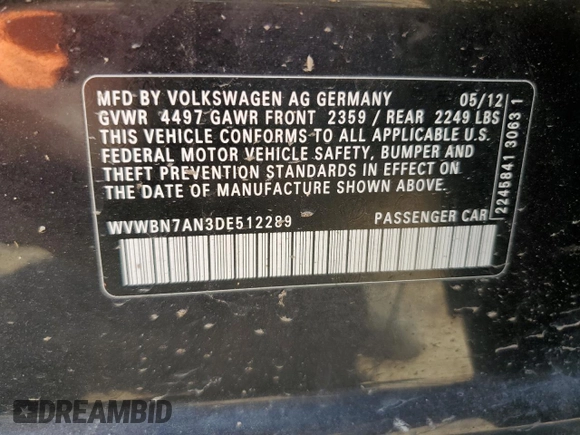 MFD BY VOLKSWAGEN AG GERMANY 05/12
GVWR 4497 GAWR FRONT 2359 / REAR 2249 LBS
THIS VEHICLE CONFORMS TO ALL APPLICABLE U.S.
FEDERAL MOTOR VEHICLE SAFETY, BUMPER AND
THEFT PREVENTION STANDARDS IN EFFECT ON
THE DATE OF MANUFACTURE SHOWN ABOVE.
WVWBN7AN3DE512289 PASSENGER CAR
2245841 3063 1
DREAMBID